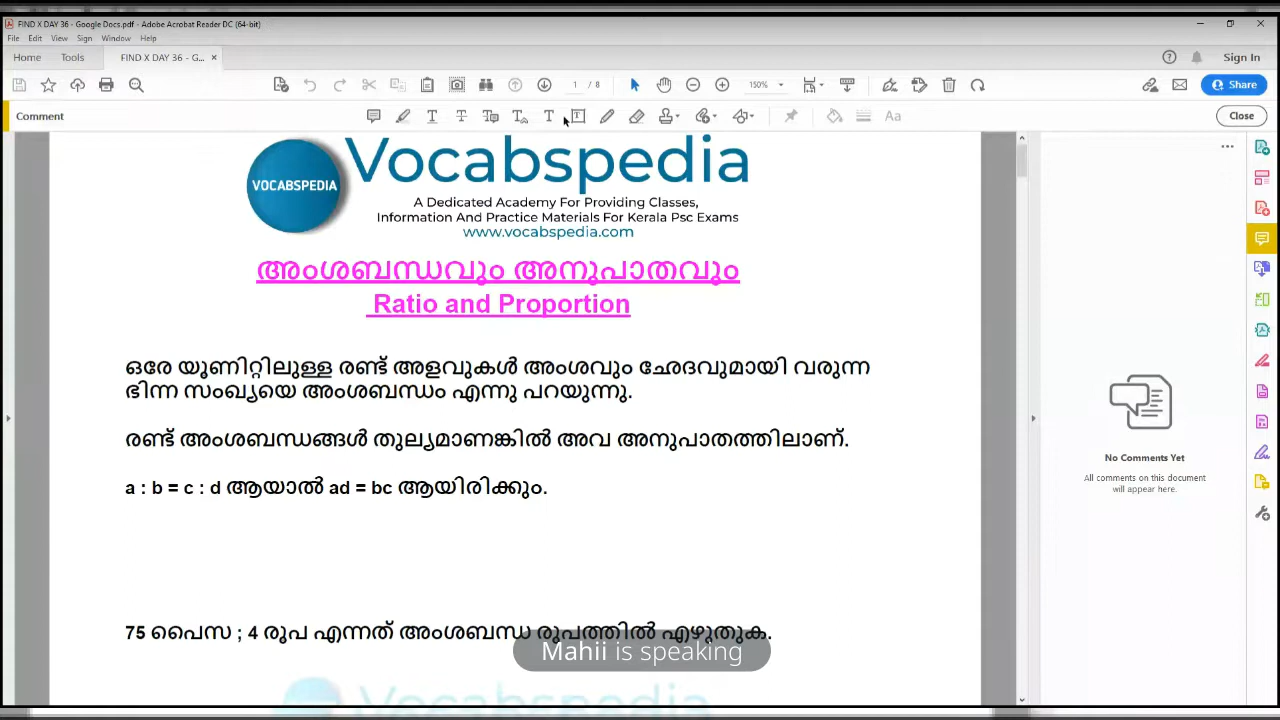 FIND X DAY 36 - Google Docs.pdf - Adobe Acrobat Reader DC (64-bit)
File Edit View Sign Window Help
Home Tools FIND X DAY 36 - G... × Sign In
1 / 8 150% Share
Comment Aa Close
VOCABSPEDIA
Vocabspedia
A Dedicated Academy For Providing Classes,
Information And Practice Materials For Kerala Psc Exams
www.vocabspedia.com
അംശബന്ധവും അനുപാതവും
Ratio and Proportion
ഒരേ യൂണിറ്റിലുള്ള രണ്ട് അളവുകൾ അംശവും ഛേദവുമായി വരുന്ന
ഭിന്ന സംഖ്യയെ അംശബന്ധം എന്നു പറയുന്നു.
രണ്ട് അംശബന്ധങ്ങൾ തുല്യമാണങ്കിൽ അവ അനുപാതത്തിലാണ്.
a : b = c : d ആയാൽ ad = bc ആയിരിക്കും.
75 പൈസ ; 4 രൂപ എന്നത് അംശബന്ധ രൂപത്തിൽ എഴുതുക.
Mahii is speaking
Vocabspedia
No Comments Yet
All comments on this document
will appear here.